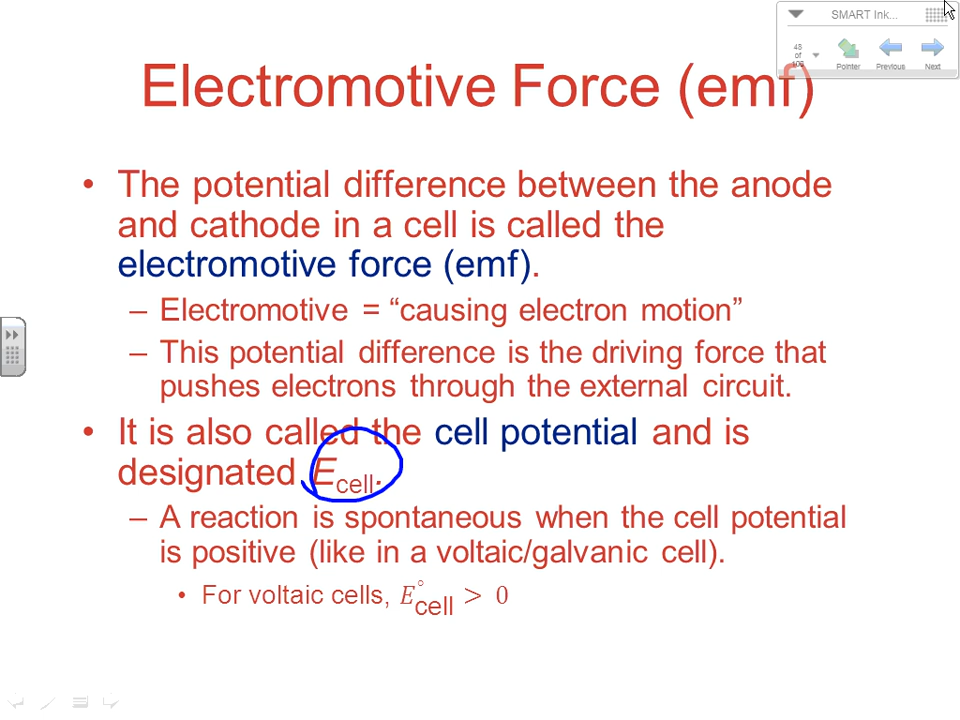 SMART Ink...
48
of
Pointer
Previous
Next
Electromotive Force (emf)
• The potential difference between the anode
and cathode in a cell is called the
electromotive force (emf).
– Electromotive = “causing electron motion”
– This potential difference is the driving force that
pushes electrons through the external circuit.
• It is also called the cell potential and is
designated Ecell.
– A reaction is spontaneous when the cell potential
is positive (like in a voltaic/galvanic cell).
• For voltaic cells, E°cell > 0